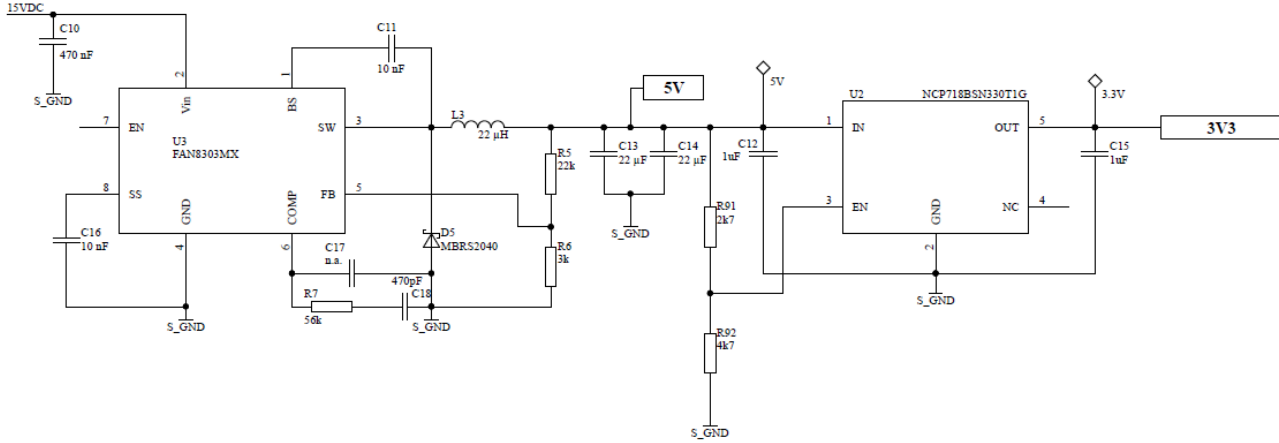 15VDC
C10
470 nF
S_GND
C11
10 nF
2
1
Vin
BS
7
EN
U3
FAN8303MX
SW
3
8
SS
FB
5
GND
COMP
4
6
C16
10 nF
S_GND
L3
22 µH
R5
22k
R6
3k
D5
MBRS2040
C17
n.a.
470pF
C18
R7
56k
S_GND
5V
C13
22 µF
C14
22 µF
S_GND
5V
C12
1uF
R91
2k7
R92
4k7
S_GND
U2
NCP718BSN330T1G
1
IN
OUT
5
3
EN
GND
NC
4
2
S_GND
3.3V
C15
1uF
3V3